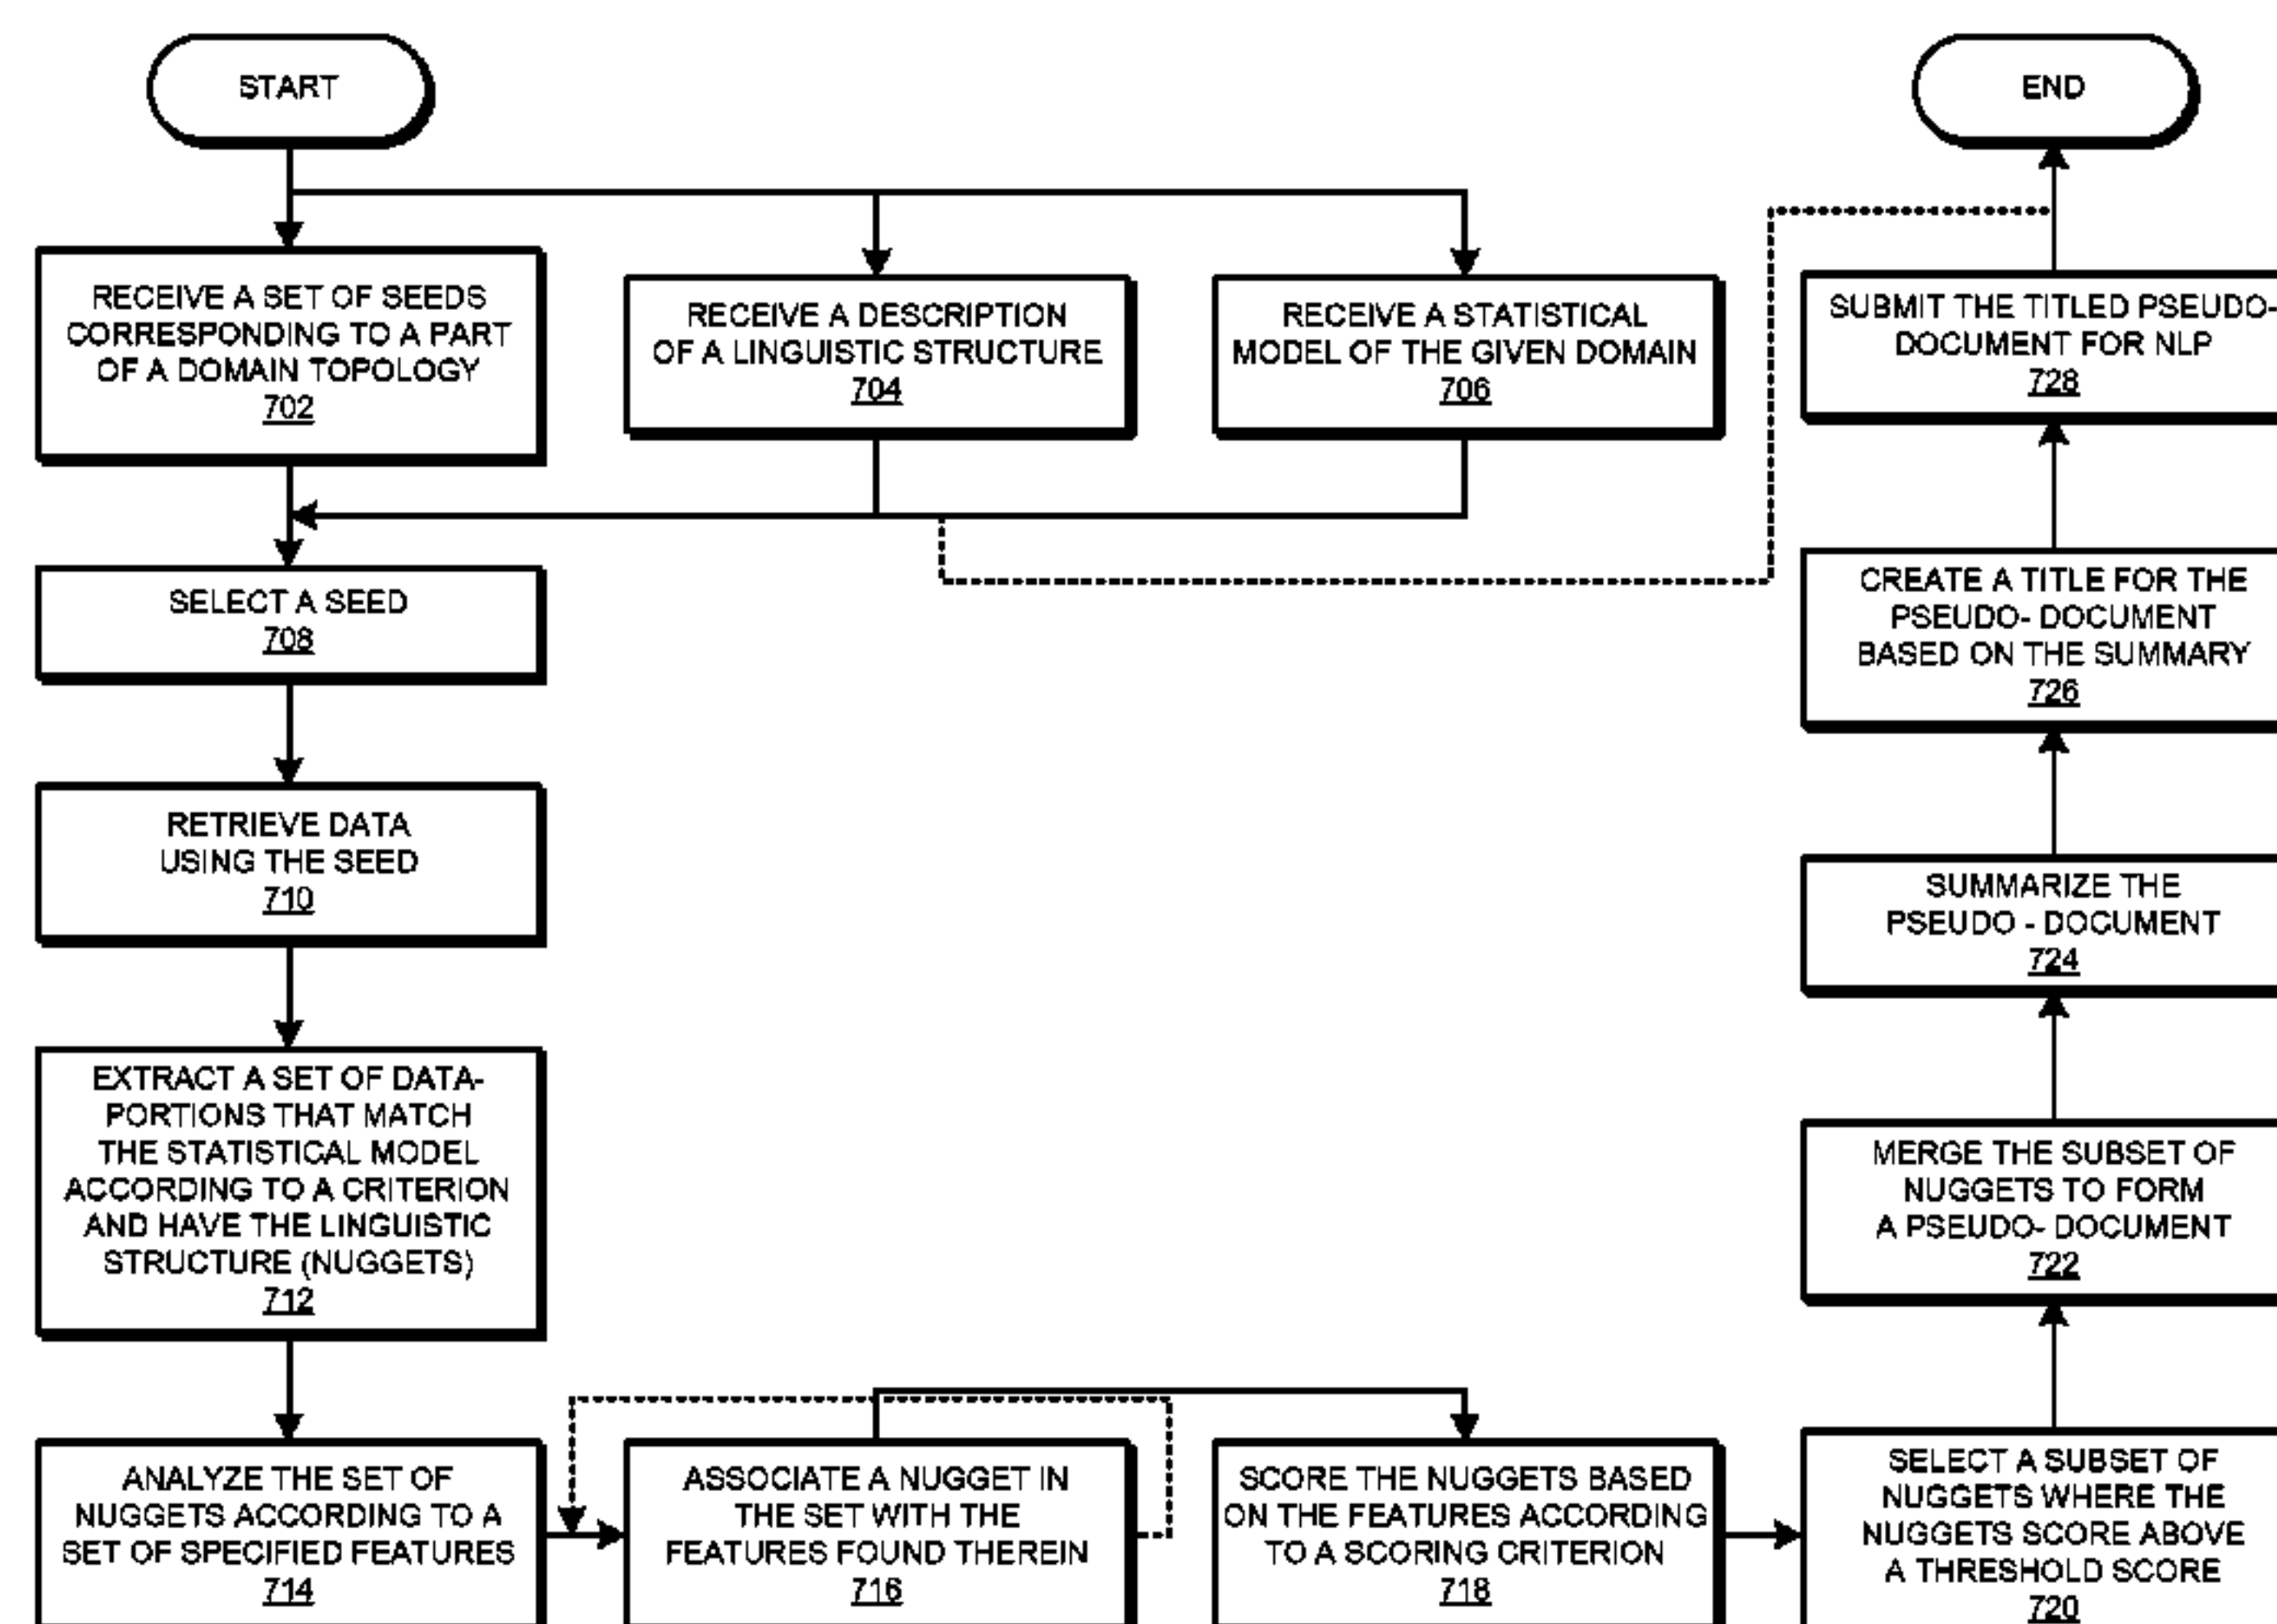 START
RECEIVE A SET OF SEEDS
CORRESPONDING TO A PART
OF A DOMAIN TOPOLOGY
702
RECEIVE A DESCRIPTION
OF A LINGUISTIC STRUCTURE
704
RECEIVE A STATISTICAL
MODEL OF THE GIVEN DOMAIN
706
SELECT A SEED
708
RETRIEVE DATA
USING THE SEED
710
EXTRACT A SET OF DATA-
PORTIONS THAT MATCH
THE STATISTICAL MODEL
ACCORDING TO A CRITERION
AND HAVE THE LINGUISTIC
STRUCTURE (NUGGETS)
712
ANALYZE THE SET OF
NUGGETS ACCORDING TO A
SET OF SPECIFIED FEATURES
714
ASSOCIATE A NUGGET IN
THE SET WITH THE
FEATURES FOUND THEREIN
716
SCORE THE NUGGETS BASED
ON THE FEATURES ACCORDING
TO A SCORING CRITERION
718
SELECT A SUBSET OF
NUGGETS WHERE THE
NUGGETS SCORE ABOVE
A THRESHOLD SCORE
720
MERGE THE SUBSET OF
NUGGETS TO FORM
A PSEUDO- DOCUMENT
722
SUMMARIZE THE
PSEUDO - DOCUMENT
724
CREATE A TITLE FOR THE
PSEUDO- DOCUMENT
BASED ON THE SUMMARY
726
SUBMIT THE TITLED PSEUDO-
DOCUMENT FOR NLP
728
END